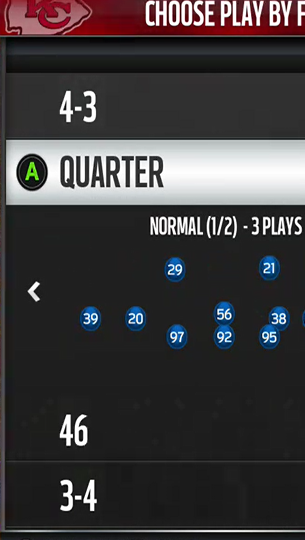 KC
CHOOSE PLAY BY F
4-3
A QUARTER
NORMAL (1/2) - 3 PLAYS
29 21
39 20 56 38
97 92 95
46
3-4